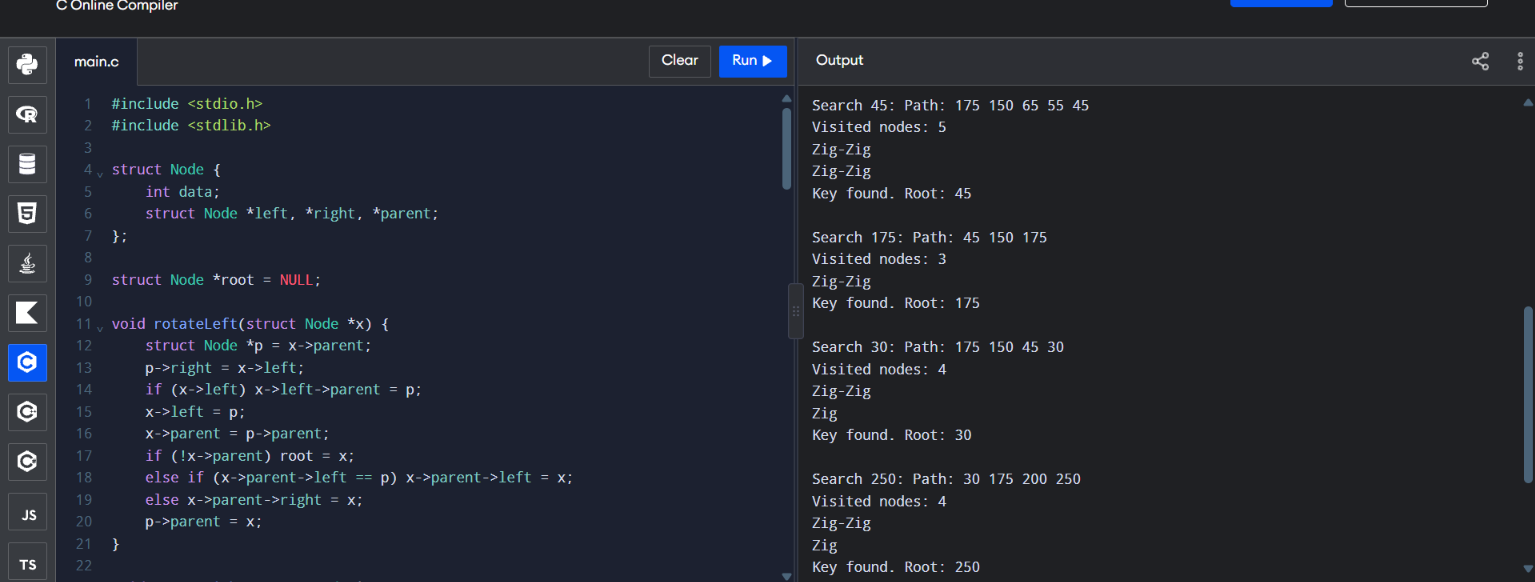 C Online Compiler
main.c
Clear
Run
Output
1 #include <stdio.h>
2 #include <stdlib.h>
3
4 struct Node {
5 int data;
6 struct Node *left, *right, *parent;
7 };
8
9 struct Node *root = NULL;
10
11 void rotateLeft(struct Node *x) {
12 struct Node *p = x->parent;
13 p->right = x->left;
14 if (x->left) x->left->parent = p;
15 x->left = p;
16 x->parent = p->parent;
17 if (!x->parent) root = x;
18 else if (x->parent->left == p) x->parent->left = x;
19 else x->parent->right = x;
20 p->parent = x;
21 }
22
Search 45: Path: 175 150 65 55 45
Visited nodes: 5
Zig-Zig
Zig-Zig
Key found. Root: 45
Search 175: Path: 45 150 175
Visited nodes: 3
Zig-Zig
Key found. Root: 175
Search 30: Path: 175 150 45 30
Visited nodes: 4
Zig-Zig
Zig
Key found. Root: 30
Search 250: Path: 30 175 200 250
Visited nodes: 4
Zig-Zig
Zig
Key found. Root: 250
R
5
C
C
C
JS
TS